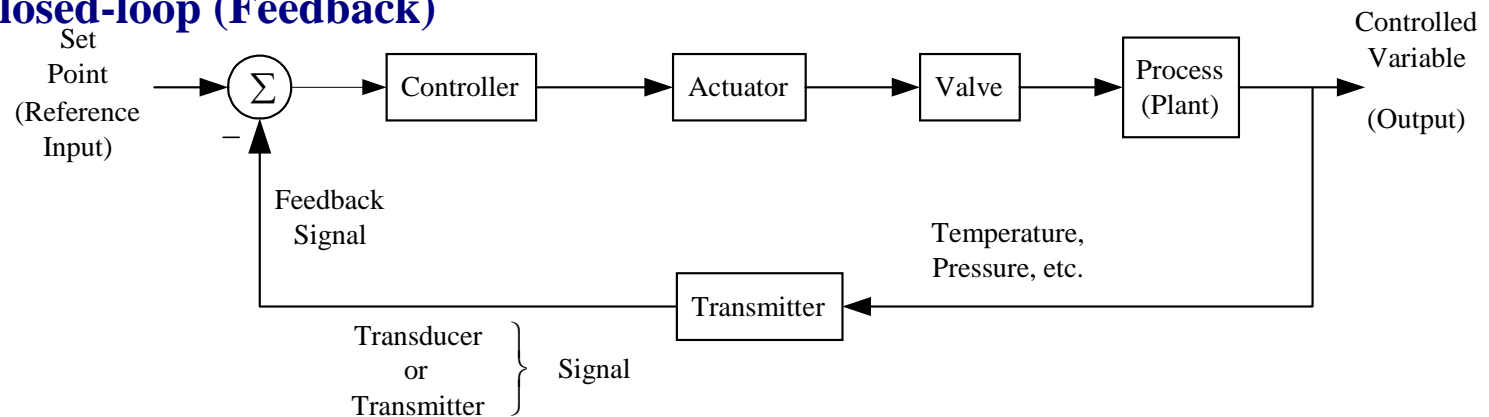 losed-loop (Feedback)
Set
Point
(Reference
Input)
Σ
−
Controller
Actuator
Valve
Process
(Plant)
Controlled
Variable
(Output)
Feedback
Signal
Temperature,
Pressure, etc.
Transmitter
Transducer
or
Transmitter
Signal